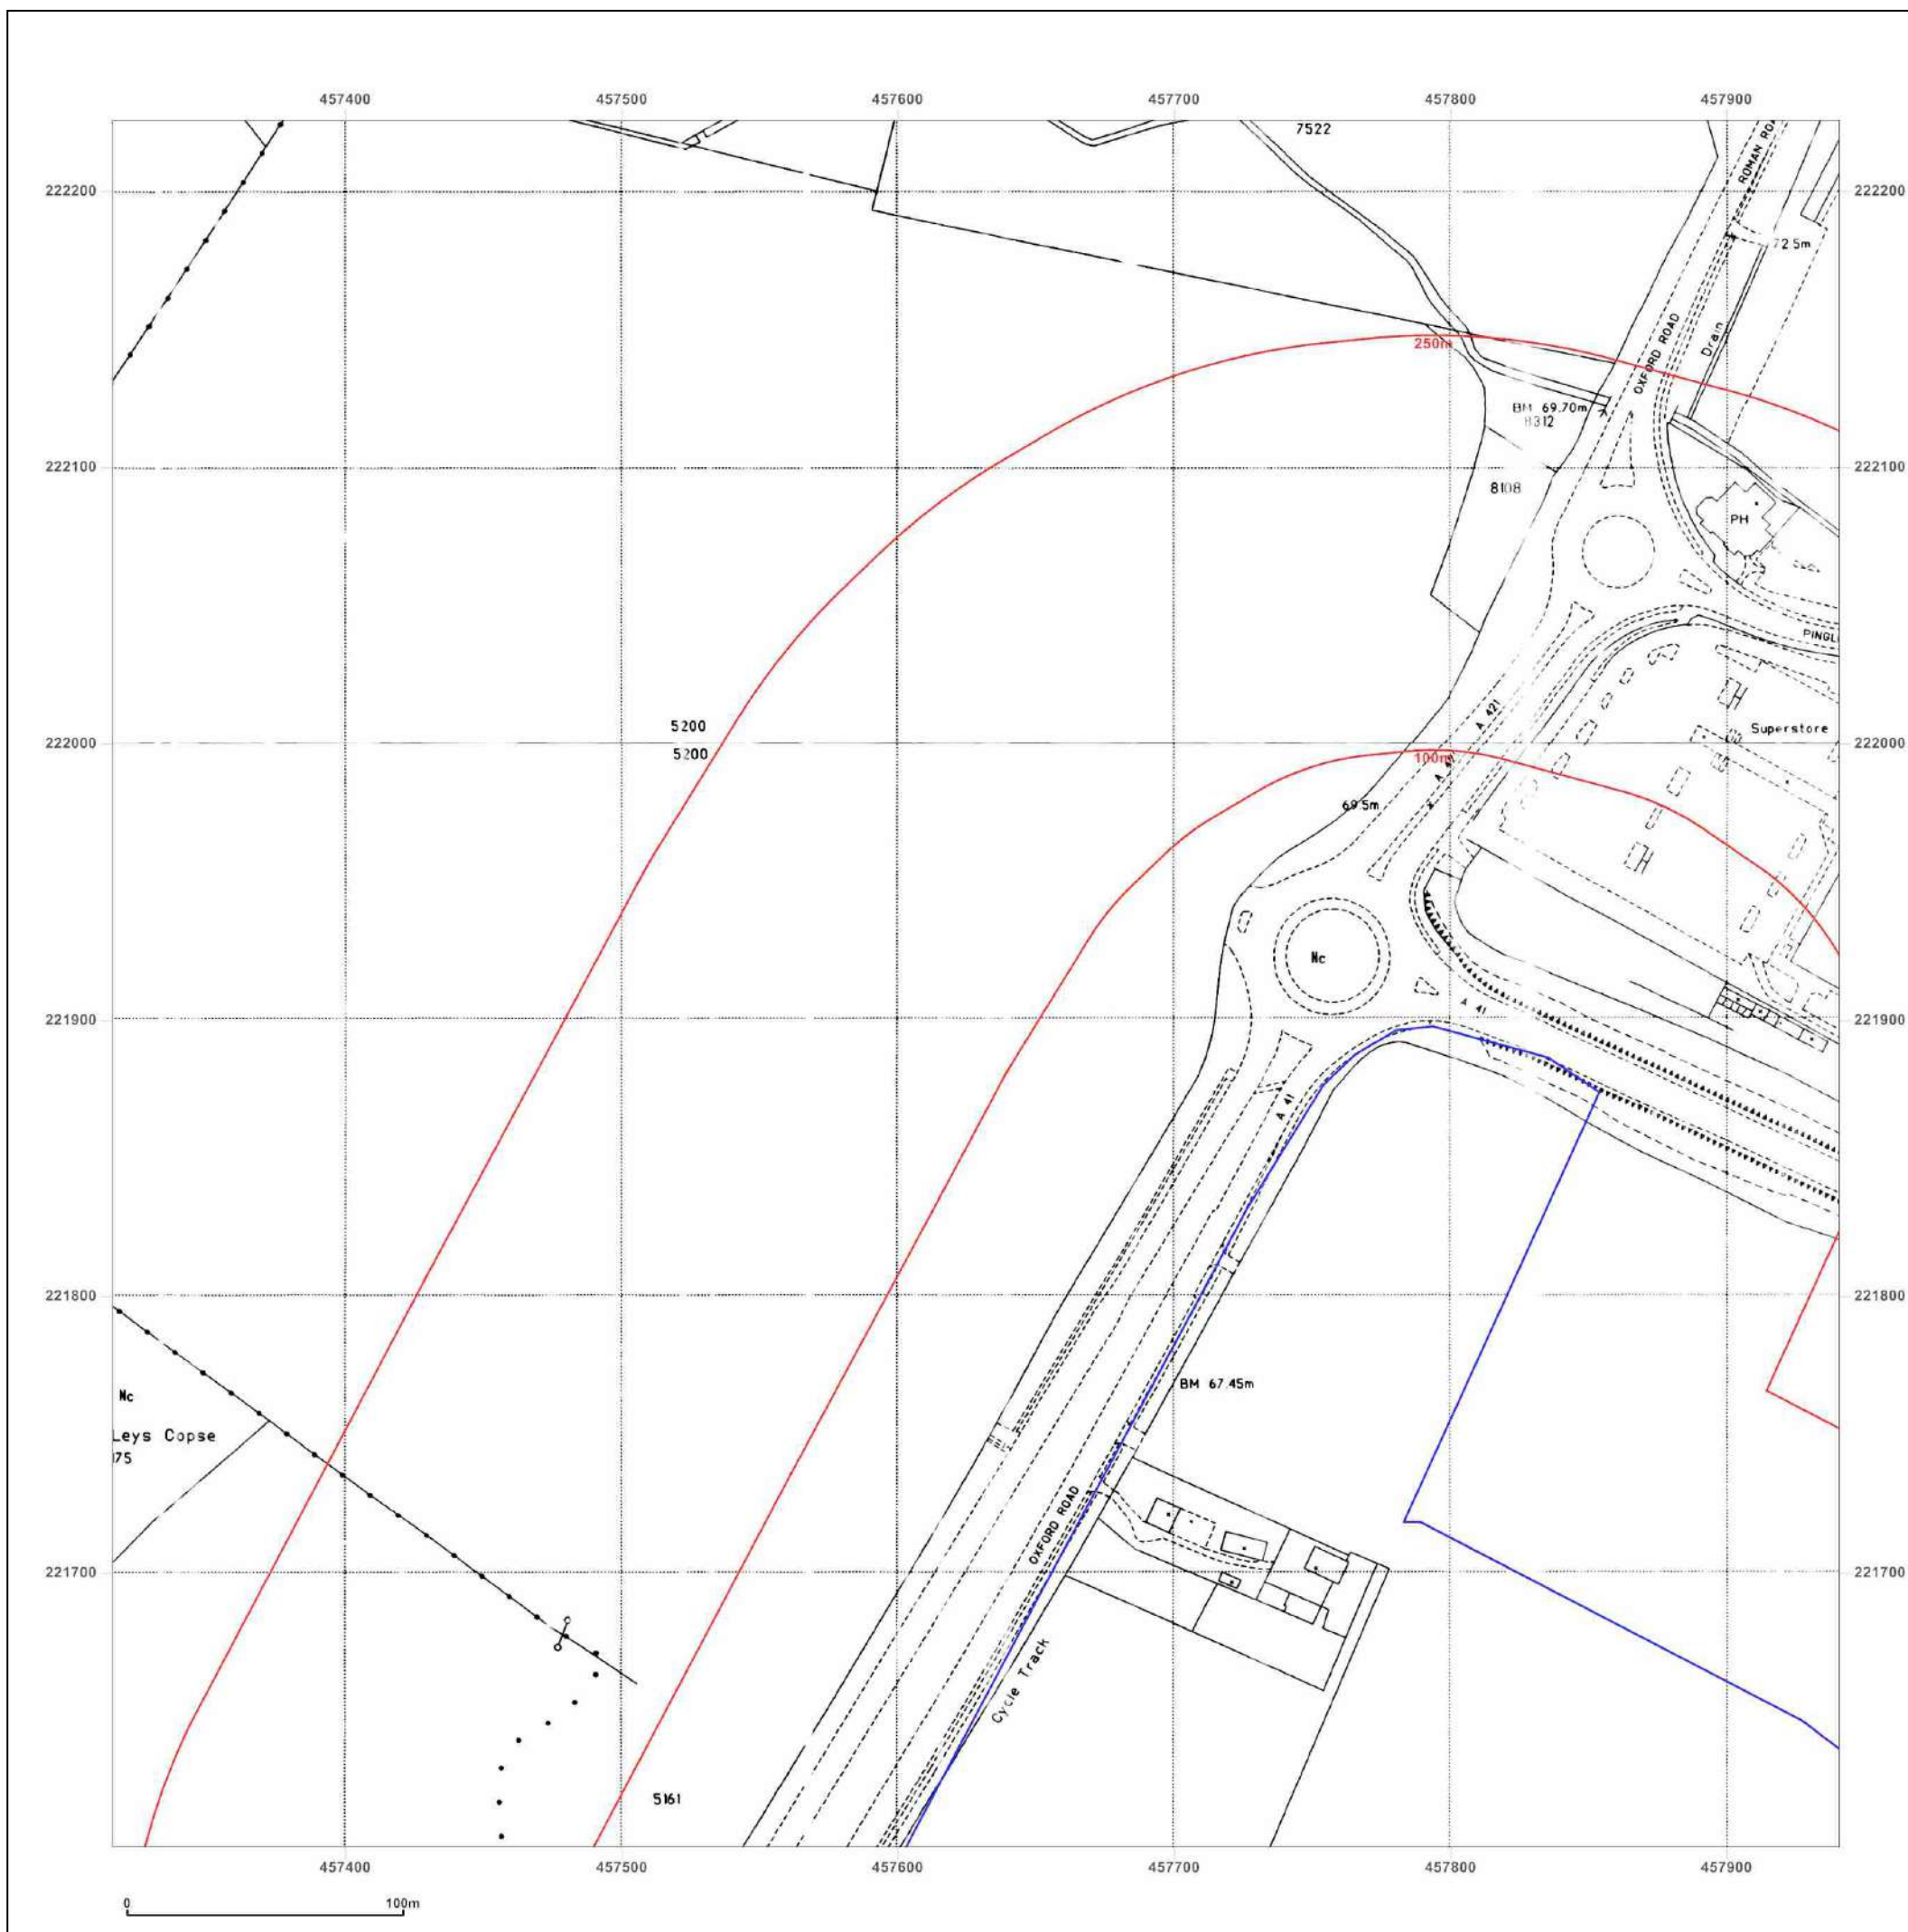 457400 457500 457600 457700 457800 457900
7522
ROMAN
222200 222200
72.5m
OXFORD ROAD
Drain
250m
BM 69.70m
8312
222100 222100
8108
PH
PINGL
A 421
5200
Superstore
222000 222000
5200
100m
69.5m
Nc
A 41
221900 221900
A 41
221800 221800
BM 67.45m
Nc
Leys Copse
175
OXFORD ROAD
221700 221700
Cycle Track
5161
457400 457500 457600 457700 457800 457900
0 100m